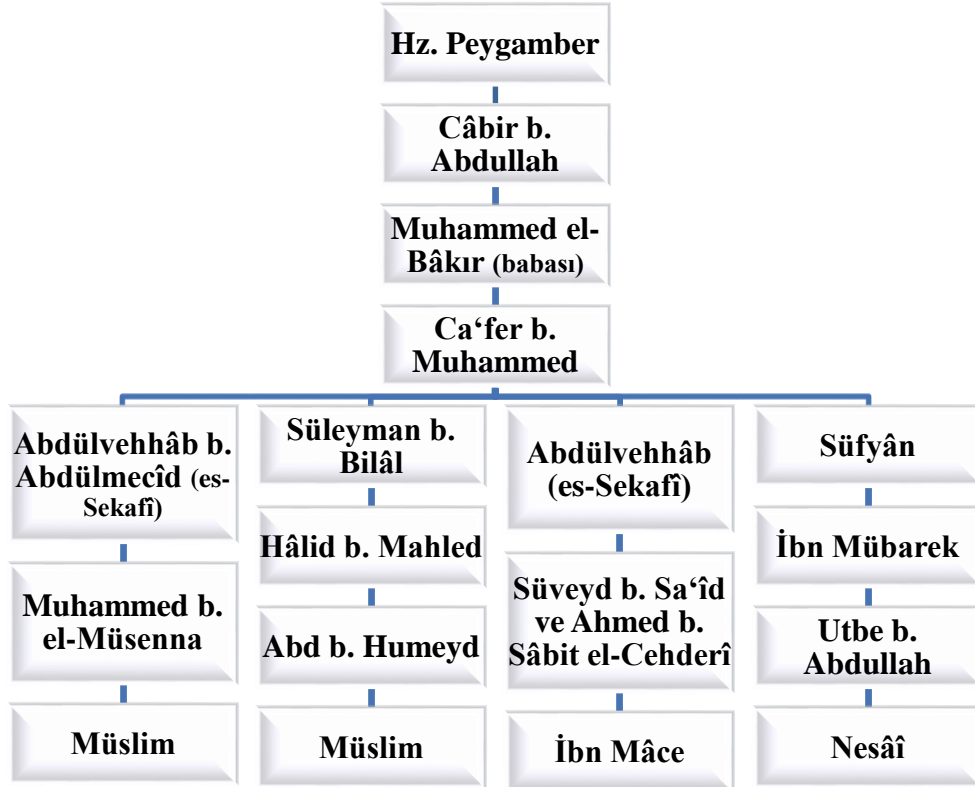 Hz. Peygamber
Câbir b.
Abdullah
Muhammed el-
Bâkır (babası)
Ca‘fer b.
Muhammed
Abdülvehhâb b.
Abdülmecîd (es-
Sekafî)
Muhammed b.
el-Müsenna
Müslim
Süleyman b.
Bilâl
Hâlid b. Mahled
Abd b. Humeyd
Müslim
Abdülvehhâb
(es-Sekafî)
Süveyd b. Sa‘îd
ve Ahmed b.
Sâbit el-Cehderî
İbn Mâce
Süfyân
İbn Mübarek
Utbe b.
Abdullah
Nesâî